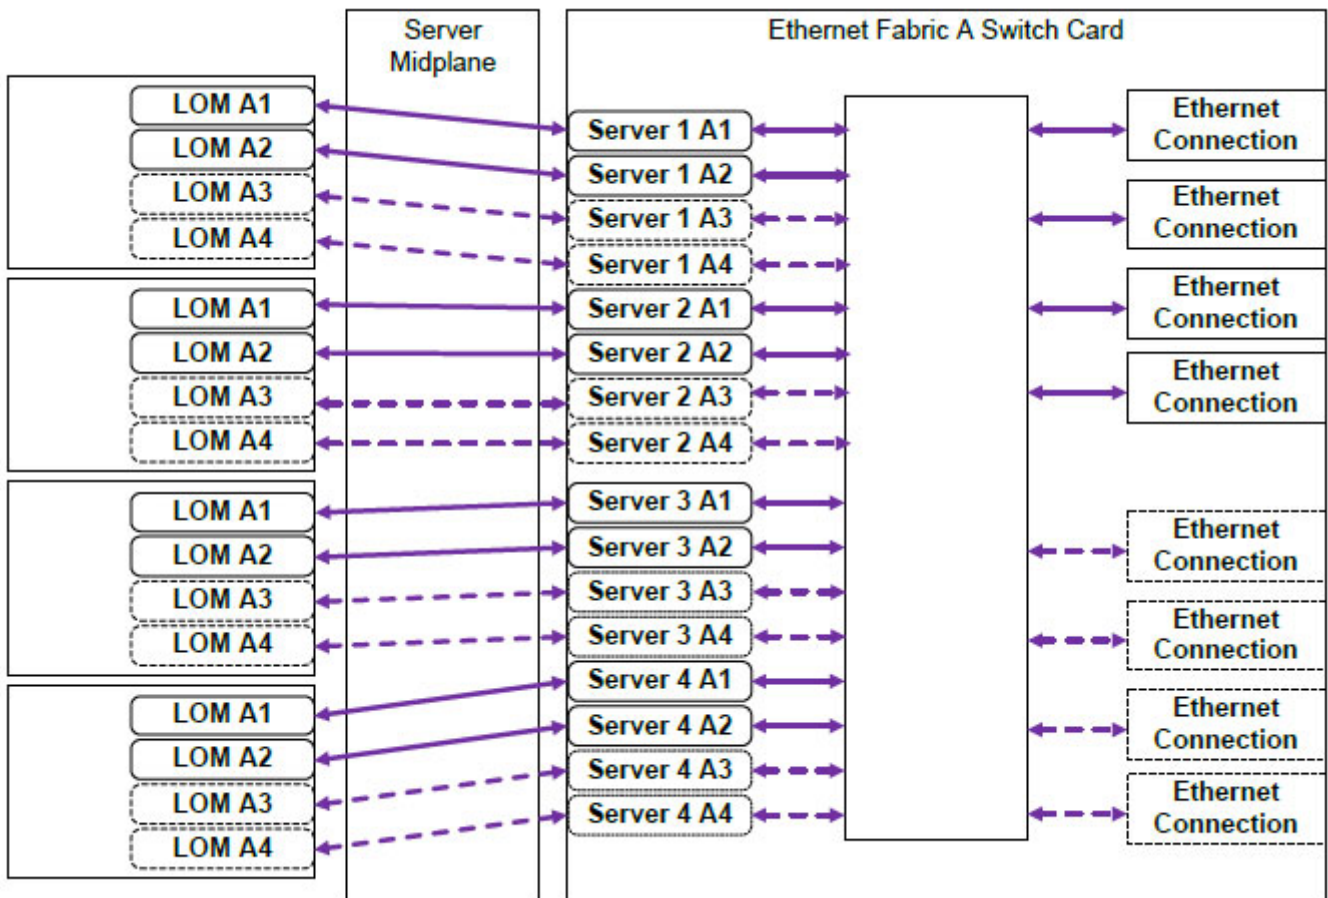 Server
Midplane
Ethernet Fabric A Switch Card
LOM A1
LOM A2
LOM A3
LOM A4
LOM A1
LOM A2
LOM A3
LOM A4
LOM A1
LOM A2
LOM A3
LOM A4
LOM A1
LOM A2
LOM A3
LOM A4
Server 1 A1
Server 1 A2
Server 1 A3
Server 1 A4
Server 2 A1
Server 2 A2
Server 2 A3
Server 2 A4
Server 3 A1
Server 3 A2
Server 3 A3
Server 3 A4
Server 4 A1
Server 4 A2
Server 4 A3
Server 4 A4
Ethernet
Connection
Ethernet
Connection
Ethernet
Connection
Ethernet
Connection
Ethernet
Connection
Ethernet
Connection
Ethernet
Connection
Ethernet
Connection